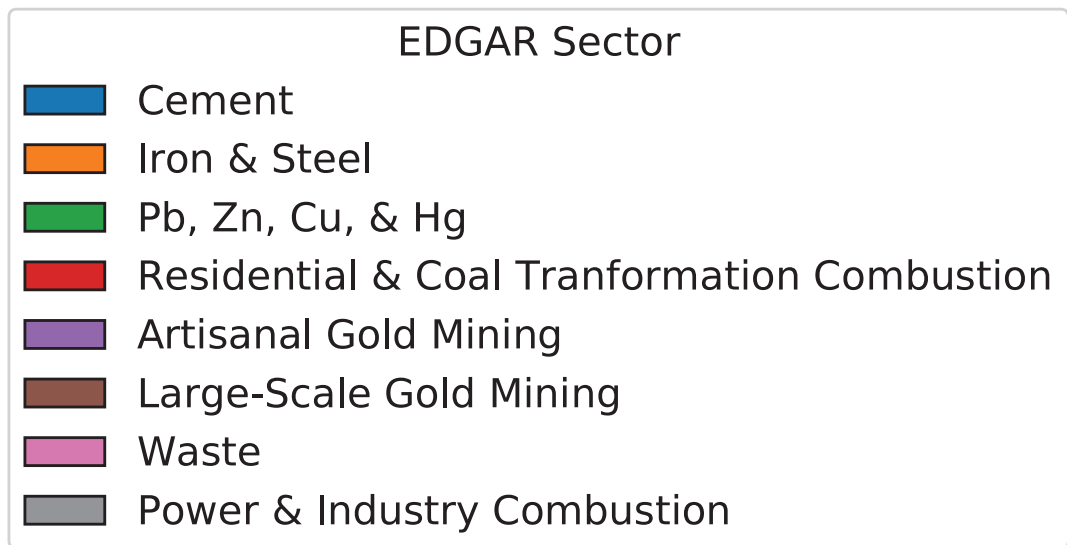 EDGAR Sector
Cement
Iron & Steel
Pb, Zn, Cu, & Hg
Residential & Coal Tranformation Combustion
Artisanal Gold Mining
Large-Scale Gold Mining
Waste
Power & Industry Combustion